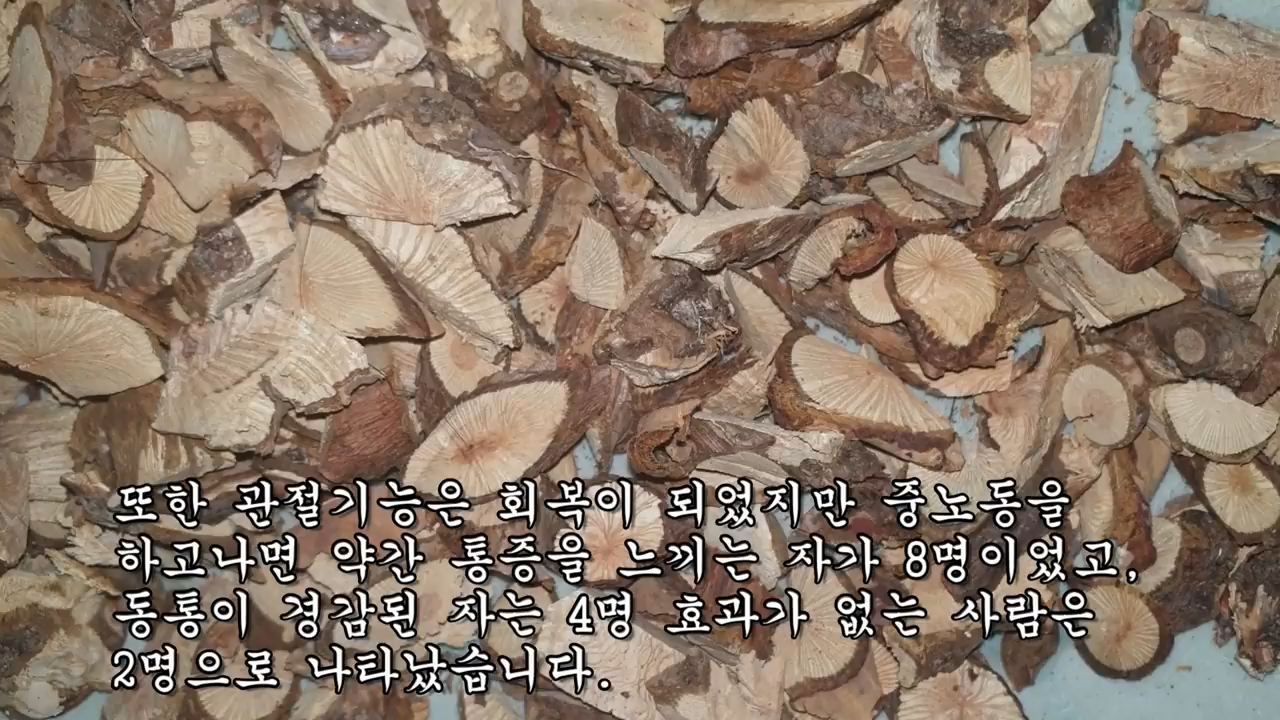 또한 관절기능은 회복이 되었지만 중노동을
하고나면 약간 통증을 느끼는 자가 8명이었고,
동통이 경감된 자는 4명 효과가 없는 사람은
2명으로 나타났습니다.